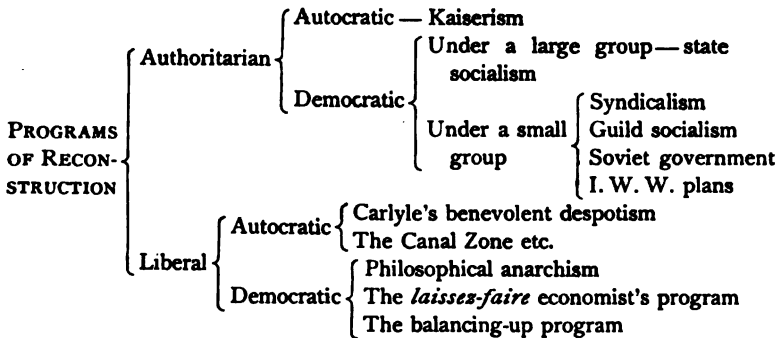 Autocratic — Kaiserism
Authoritarian
Under a large group — state
socialism
Democratic
Under a small
group
Syndicalism
Guild socialism
Soviet government
I. W. W. plans
PROGRAMS
OF RECON-
STRUCTION
Liberal
Autocratic
Carlyle's benevolent despotism
The Canal Zone etc.
Democratic
Philosophical anarchism
The laissez-faire economist's program
The balancing-up program